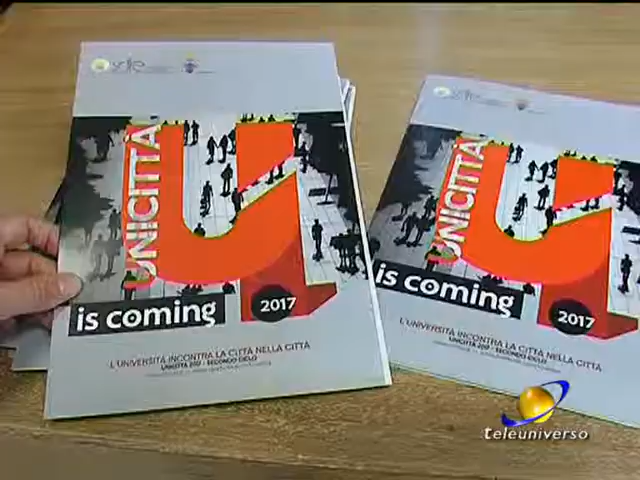 UNICITTÀ
is coming
2017
L'UNIVERSITÀ INCONTRA LA CITTÀ NELLA CITTÀ
UNICITTÀ 2017 - SECONDO CICLO
UNICITTÀ
is coming
2017
L'UNIVERSITÀ INCONTRA LA CITTÀ NELLA CITTÀ
UNICITTÀ 2017 - SECONDO CICLO
teleuniverso